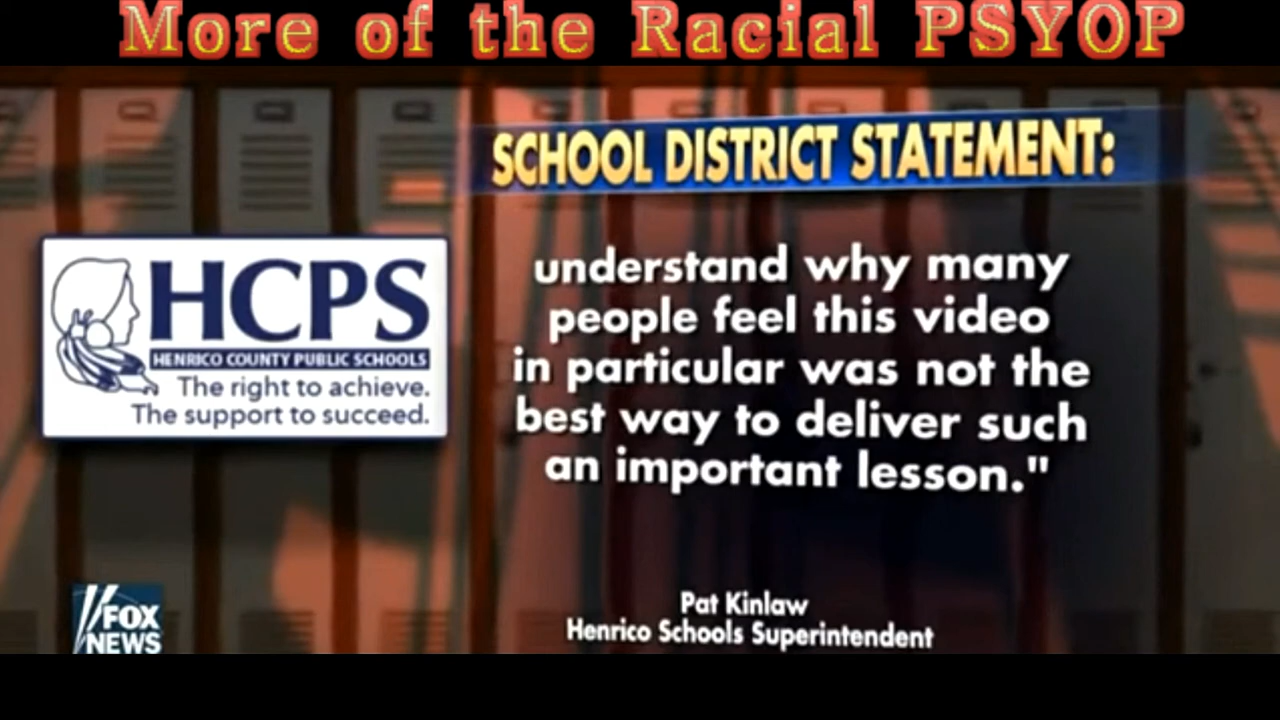 More of the Racial PSYOP
SCHOOL DISTRICT STATEMENT:
HCPS
HENRICO COUNTY PUBLIC SCHOOLS
The right to achieve.
The support to succeed.
understand why many
people feel this video
in particular was not the
best way to deliver such
an important lesson."
Pat Kinlaw
Henrico Schools Superintendent
FOX
NEWS